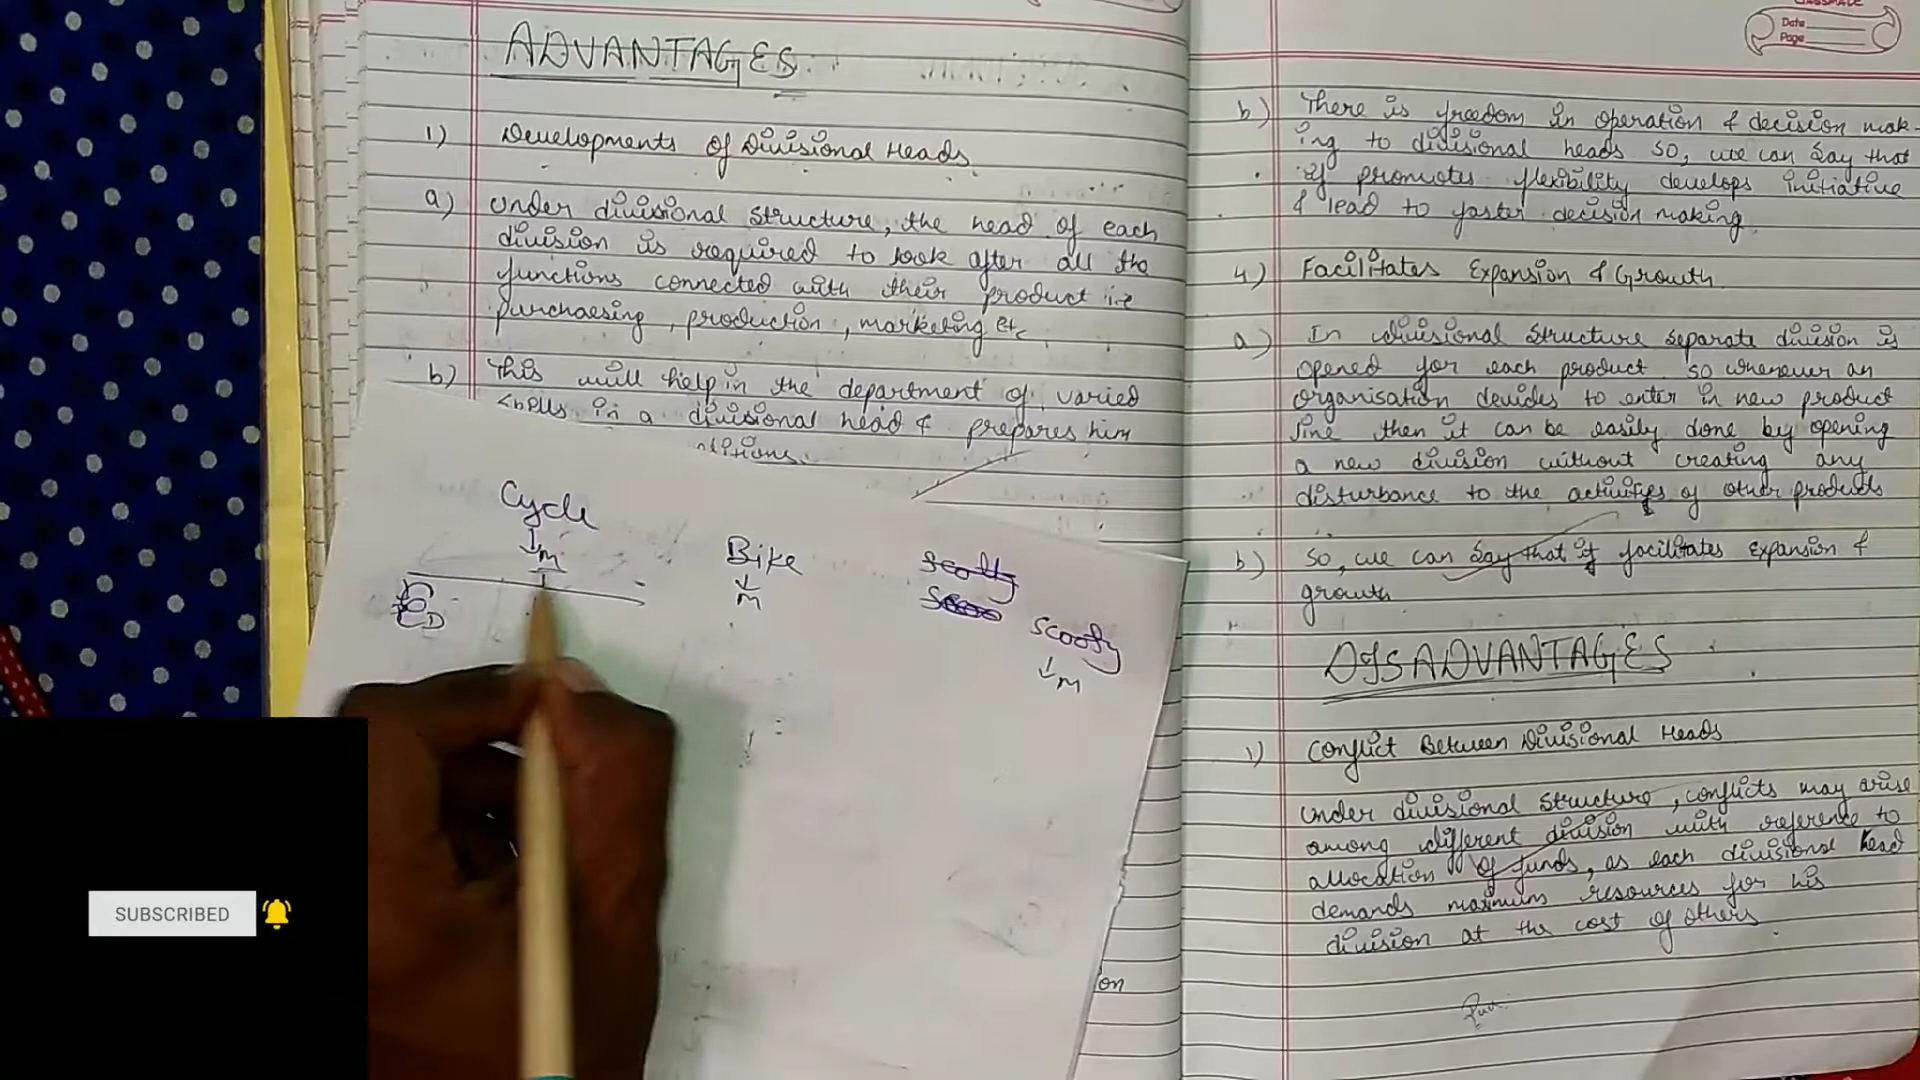 ADVANTAGES
1) Developments of Divisional Heads
a) Under divisional structure, the head of each
division is required to look after all the
functions connected with their product i.e
purchaesing, production, marketing etc
b) This will help in the department of varied
in a divisional head & prepares him
Cycle
M
Bike
M
Scooty
M
D
on
CLASSMATE
Date
Page
b) There is freedom in operation & decision mak-
ing to divisional heads so, we can say that
if promotes flexibility develops initiative
& lead to faster decision making
4) Facilitates Expansion & Growth
a) In divisional structure separate division is
opened for each product so whenever an
organisation devides to enter in new product
line then it can be easily done by opening
a new division without creating any
disturbance to the activities of other products
b) So, we can say that if facilitates expansion &
growth
DISADVANTAGES
1) Conflict Between Divisional Heads
Under divisional structure, conflicts may arise
among different division with reference to
allocation of funds, as each divisional head
demands maximum resources for his
division at the cost of others
SUBSCRIBED